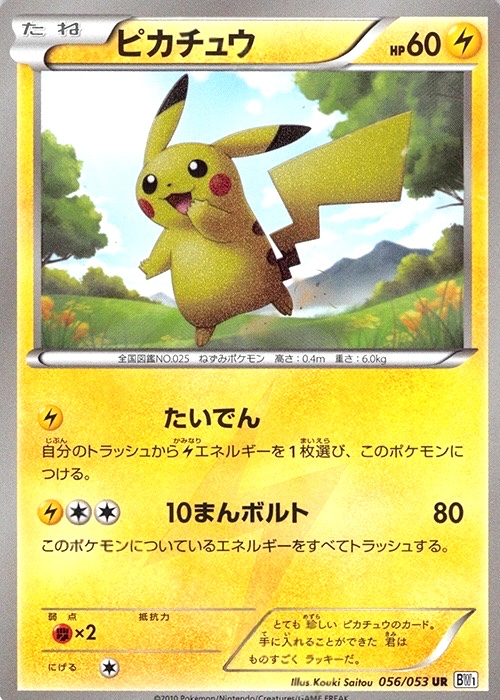 たね ピカチュウ HP60
全国図鑑NO.025 ねずみポケモン 高さ:0.4m 重さ:6.0kg
たいでん
自分のトラッシュから エネルギーを1枚選び、このポケモンに
つける。
10まんボルト 80
このポケモンについているエネルギーをすべてトラッシュする。
弱点 抵抗力
×2
にげる
とても 珍しい ピカチュウのカード。
手に入れることができた 君は
ものすごく ラッキーだ。
Illus. Kouki Saitou 056/053 UR BW1
©2010 Pokémon/Nintendo/Creatures/GAME FREAK.